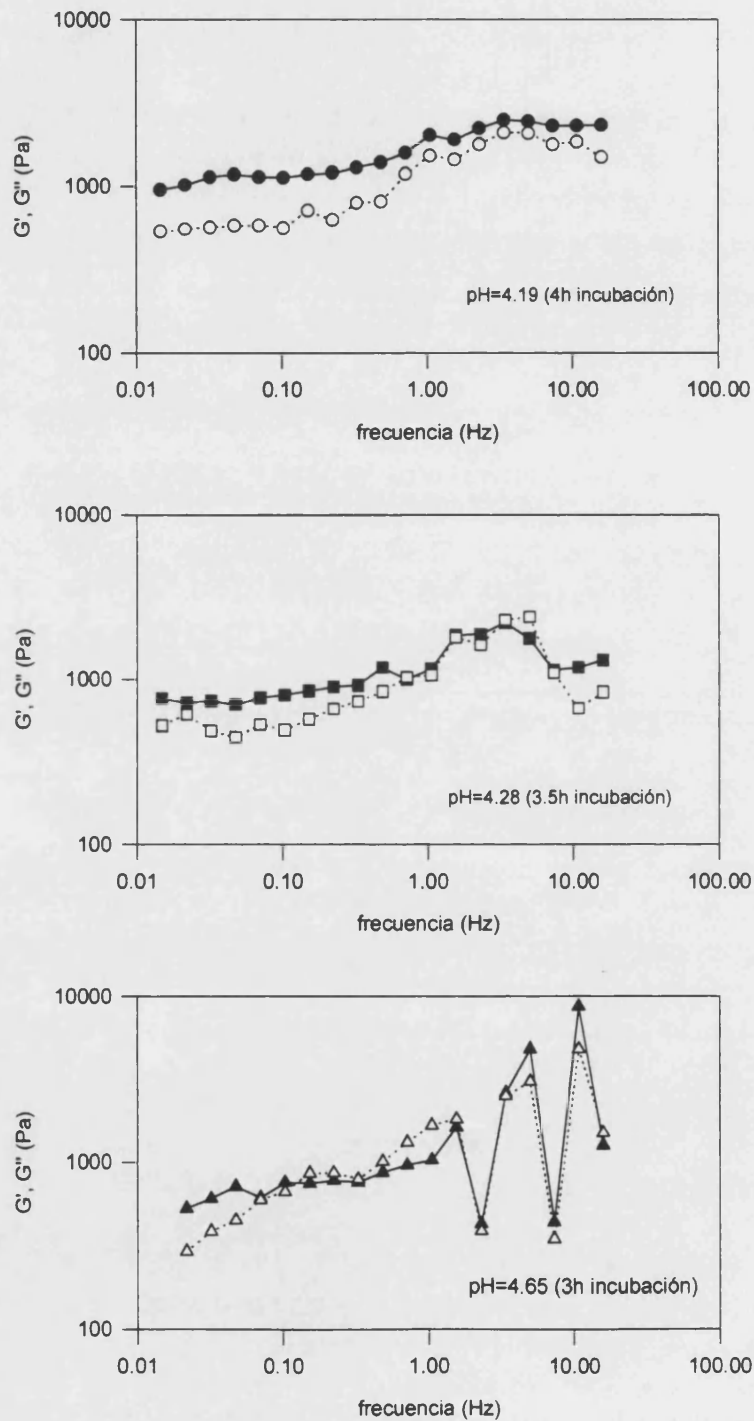 10000
1000
100
G', G'' (Pa)
pH=4.19 (4h incubación)
0.01 0.10 1.00 10.00 100.00
frecuencia (Hz)
10000
1000
100
G', G'' (Pa)
pH=4.28 (3.5h incubación)
0.01 0.10 1.00 10.00 100.00
frecuencia (Hz)
10000
1000
100
G', G'' (Pa)
pH=4.65 (3h incubación)
0.01 0.10 1.00 10.00 100.00
frecuencia (Hz)